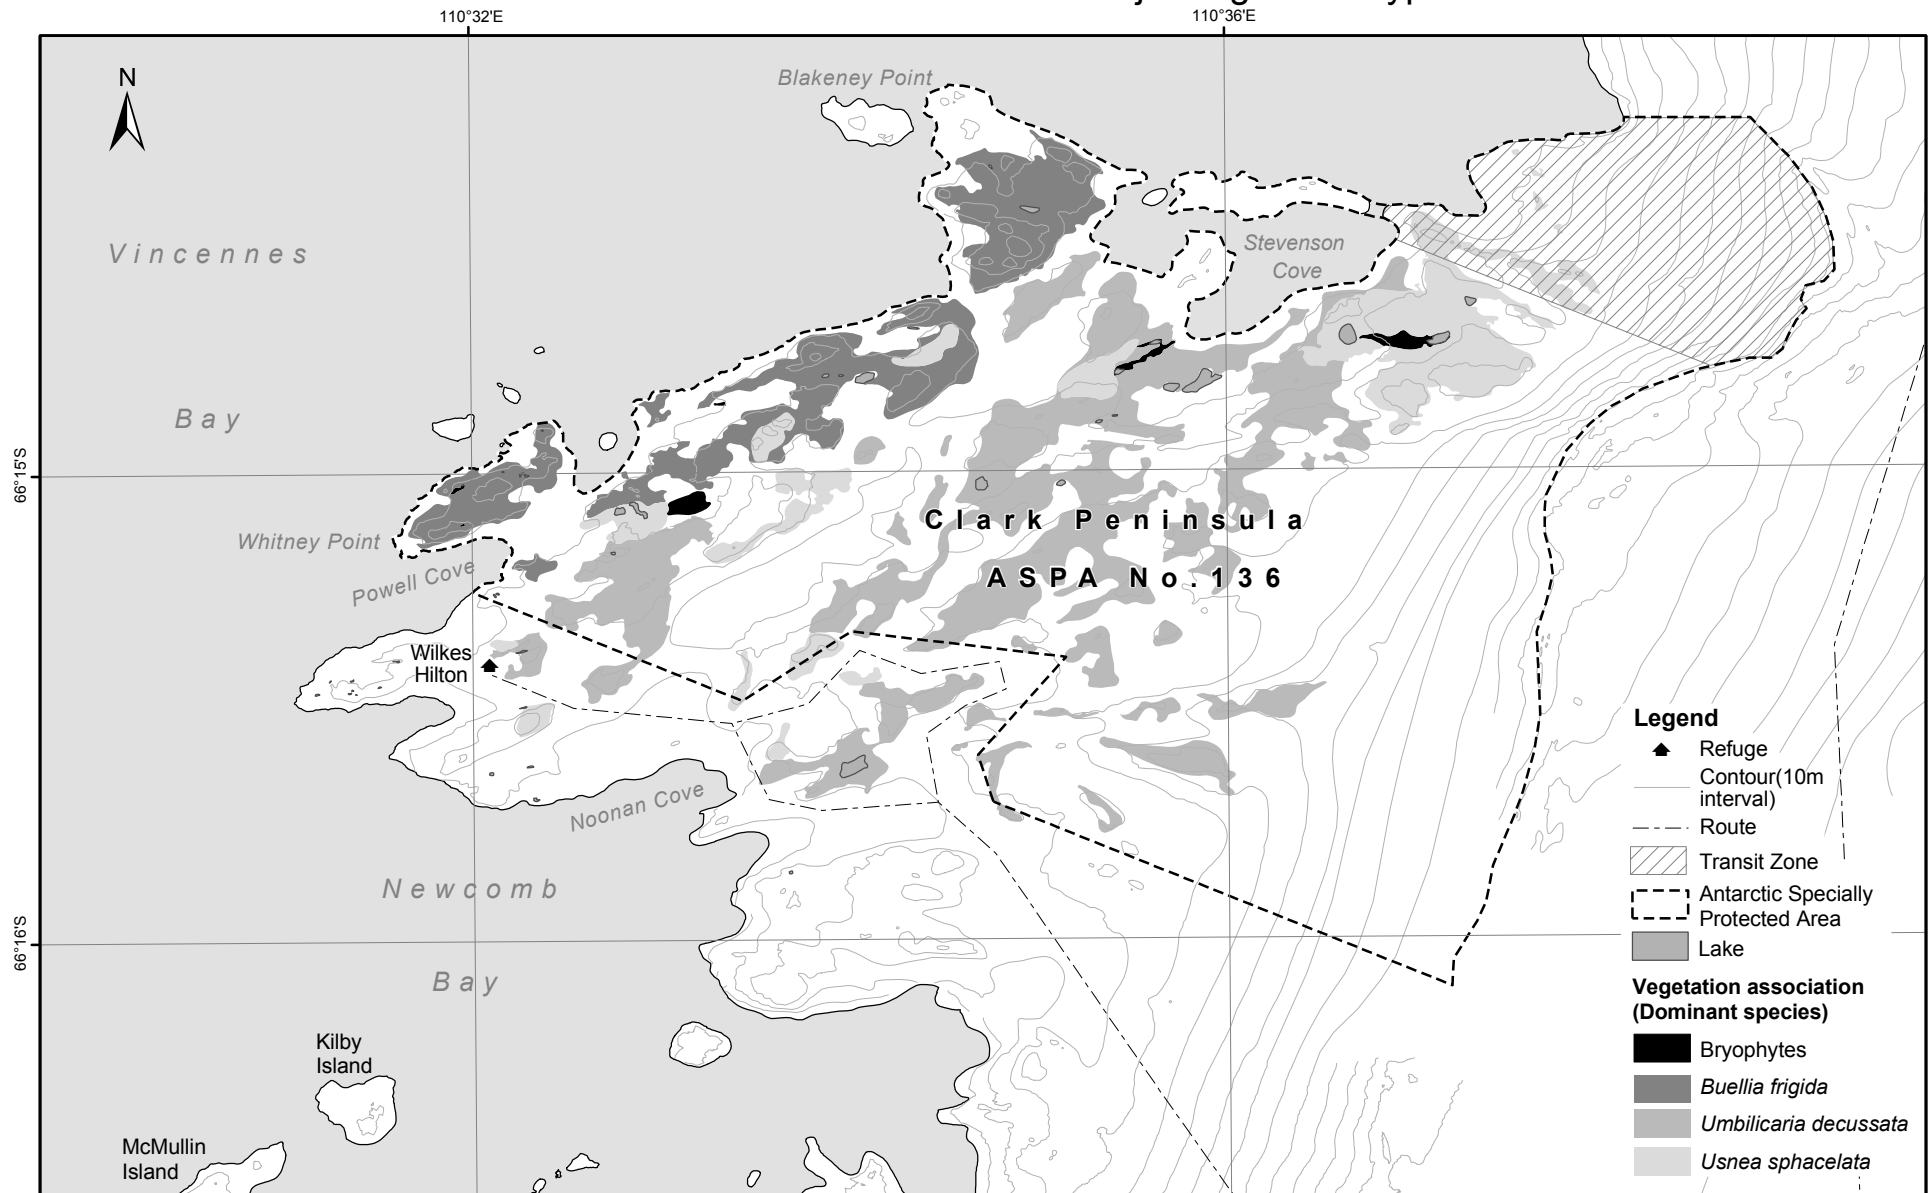 110°32'E
110°36'E
N
Blakeney Point
Vincennes
Stevenson
Cove
Bay
66°15'S
Clark Peninsula
Whitney Point
ASPA No.136
Powell Cove
Wilkes
Hilton
Legend
Refuge
Contour(10m
interval)
Noonan Cove
Route
Transit Zone
Newcomb
Antarctic Specially
Protected Area
66°16'S
Lake
Bay
Vegetation association
(Dominant species)
Kilby
Island
Bryophytes
Buellia frigida
Umbilicaria decussata
McMullin
Island
Usnea sphacelata